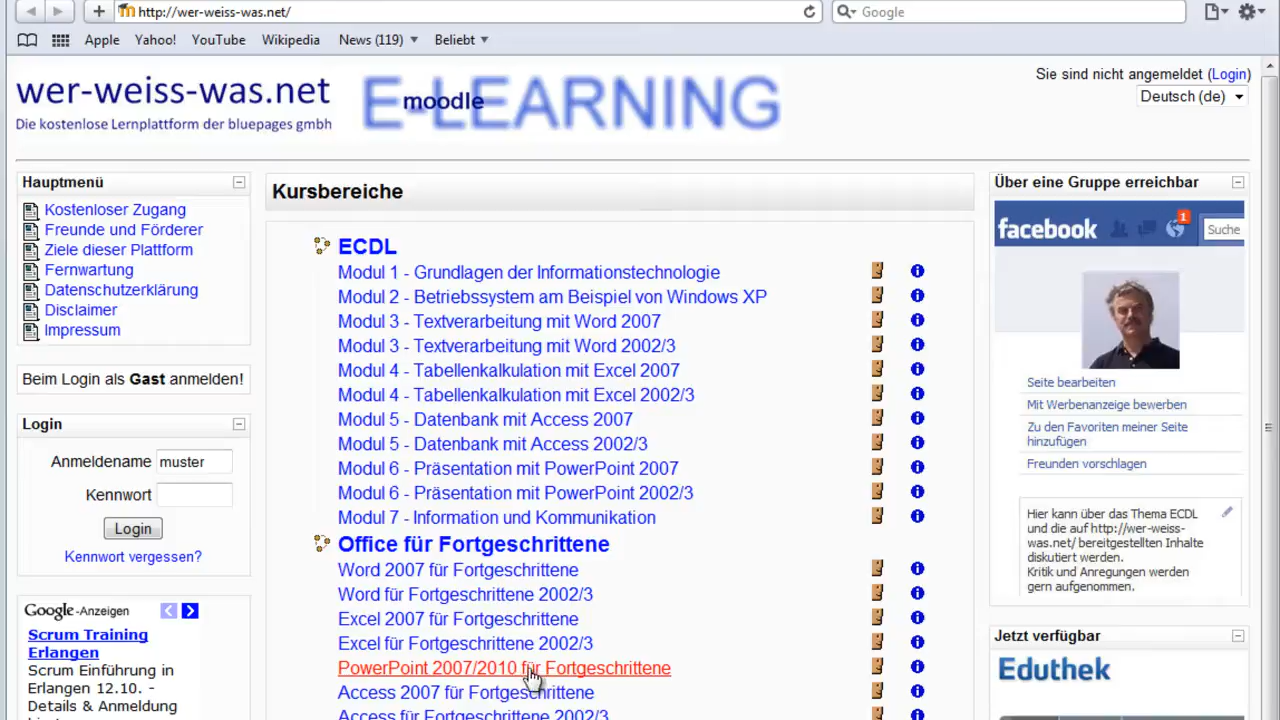 http://wer-weiss-was.net/
Google
Apple Yahoo! YouTube Wikipedia News (119) Beliebt
wer-weiss-was.net
Die kostenlose Lernplattform der bluepages gmbh
E-LEARNING
moodle
Sie sind nicht angemeldet (Login)
Deutsch (de)
Hauptmenü
Kostenloser Zugang
Freunde und Förderer
Ziele dieser Plattform
Fernwartung
Datenschutzerklärung
Disclaimer
Impressum
Beim Login als Gast anmelden!
Login
Anmeldename muster
Kennwort
Login
Kennwort vergessen?
Google-Anzeigen
Scrum Training
Erlangen
Scrum Einführung in
Erlangen 12.10. -
Details & Anmeldung
Kursbereiche
ECDL
Modul 1 - Grundlagen der Informationstechnologie
Modul 2 - Betriebssystem am Beispiel von Windows XP
Modul 3 - Textverarbeitung mit Word 2007
Modul 3 - Textverarbeitung mit Word 2002/3
Modul 4 - Tabellenkalkulation mit Excel 2007
Modul 4 - Tabellenkalkulation mit Excel 2002/3
Modul 5 - Datenbank mit Access 2007
Modul 5 - Datenbank mit Access 2002/3
Modul 6 - Präsentation mit PowerPoint 2007
Modul 6 - Präsentation mit PowerPoint 2002/3
Modul 7 - Information und Kommunikation
Office für Fortgeschrittene
Word 2007 für Fortgeschrittene
Word für Fortgeschrittene 2002/3
Excel 2007 für Fortgeschrittene
Excel für Fortgeschrittene 2002/3
PowerPoint 2007/2010 für Fortgeschrittene
Access 2007 für Fortgeschrittene
Access für Fortgeschrittene 2002/3
Über eine Gruppe erreichbar
facebook
1
Suche
Seite bearbeiten
Mit Werbenanzeige bewerben
Zu den Favoriten meiner Seite
hinzufügen
Freunden vorschlagen
Hier kann über das Thema ECDL
und die auf http://wer-weiss-
was.net/ bereitgestellten Inhalte
diskutiert werden.
Kritik und Anregungen werden
gern aufgenommen.
Jetzt verfügbar
Eduthek